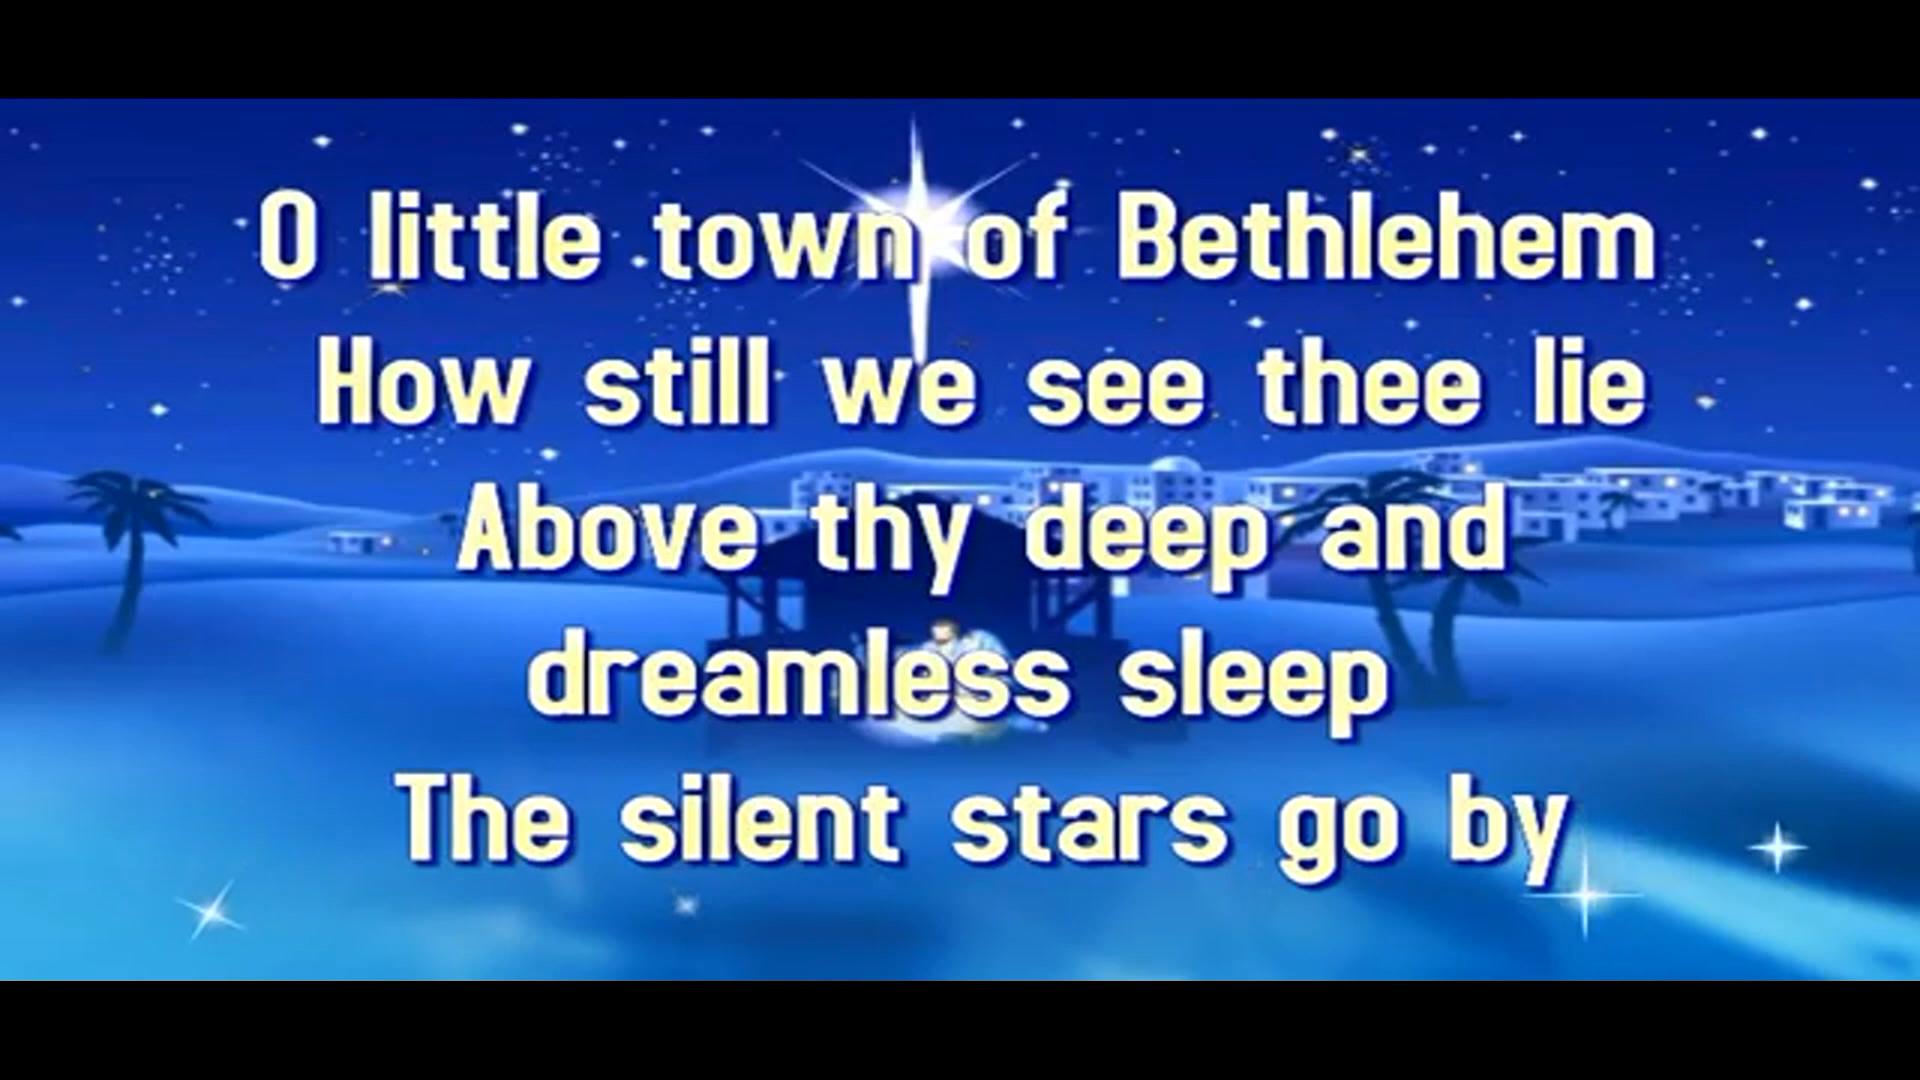 O little town of Bethlehem
How still we see thee lie
Above thy deep and
dreamless sleep
The silent stars go by